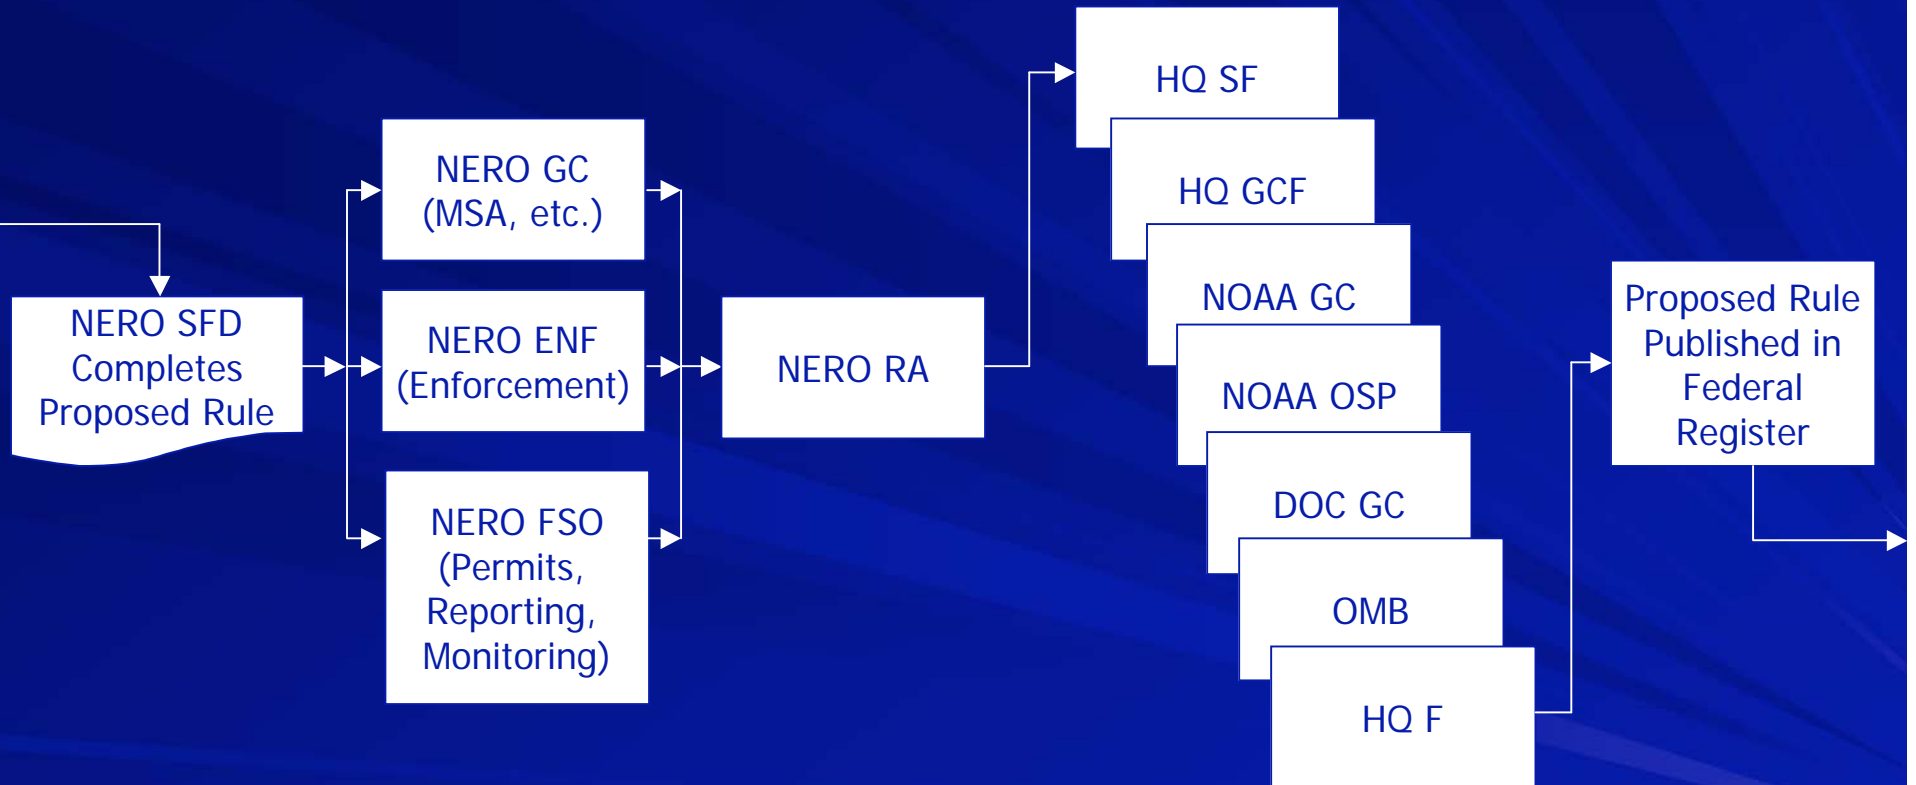 NERO SFD
Completes
Proposed Rule
NERO GC
(MSA, etc.)
NERO ENF
(Enforcement)
NERO FSO
(Permits,
Reporting,
Monitoring)
NERO RA
HQ SF
HQ GCF
NOAA GC
NOAA OSP
DOC GC
OMB
HQ F
Proposed Rule
Published in
Federal
Register